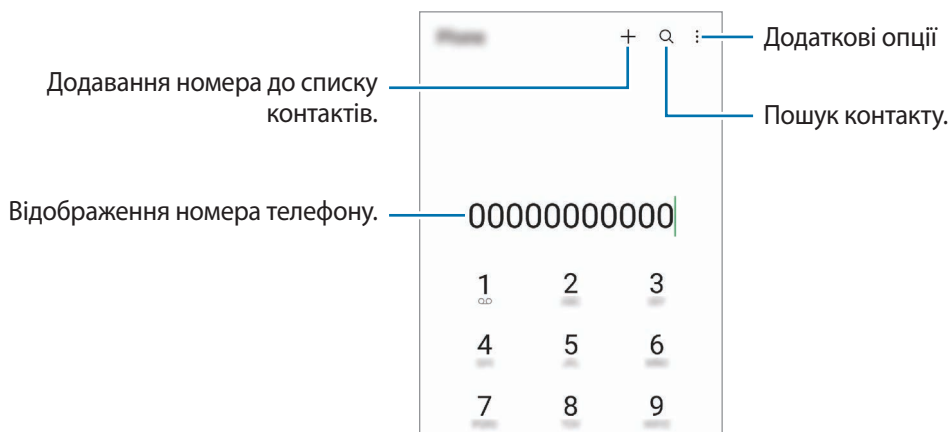 Додаткові опції
Додавання номера до списку
контактів.
Пошук контакту.
Відображення номера телефону.
00000000000
1 2 3
4 5 6
7 8 9